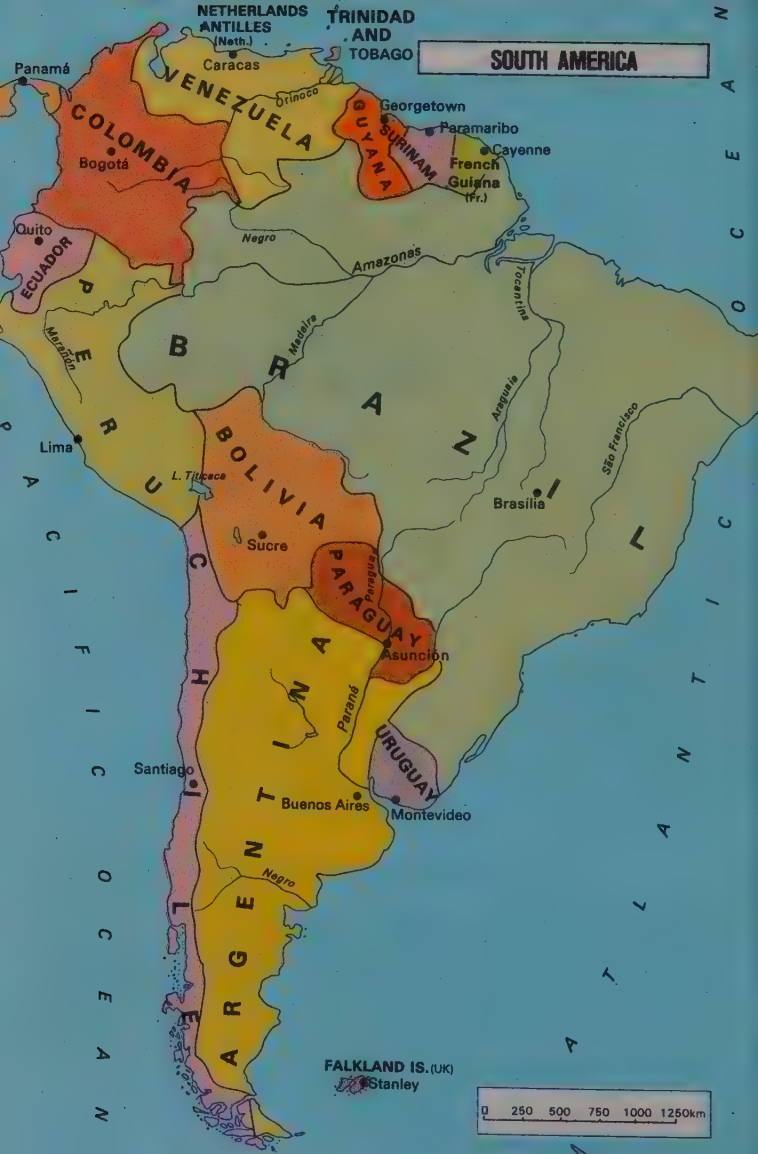 NETHERLANDS
ANTILLES
(Neth.)
TRINIDAD
AND
TOBAGO
SOUTH AMERICA
Panamá
Caracas
VENEZUELA
Orinoco
COLOMBIA
Bogotá
Georgetown
GUYANA
Paramaribo
SURINAM
Cayenne
French
Guiana
(Fr.)
Quito
ECUADOR
Negro
Amazonas
Tocantins
PERU
Marañón
BRAZIL
Madeira
Araguaia
São Francisco
Lima
L. Titicaca
BOLIVIA
Brasília
Sucre
PARAGUAY
Paraguay
Asunción
CHILE
ARGENTINA
Paraná
URUGUAY
Santiago
Buenos Aires
Montevideo
Negro
PACIFIC OCEAN
ATLANTIC OCEAN
FALKLAND IS. (UK)
Stanley
0 250 500 750 1000 1250km